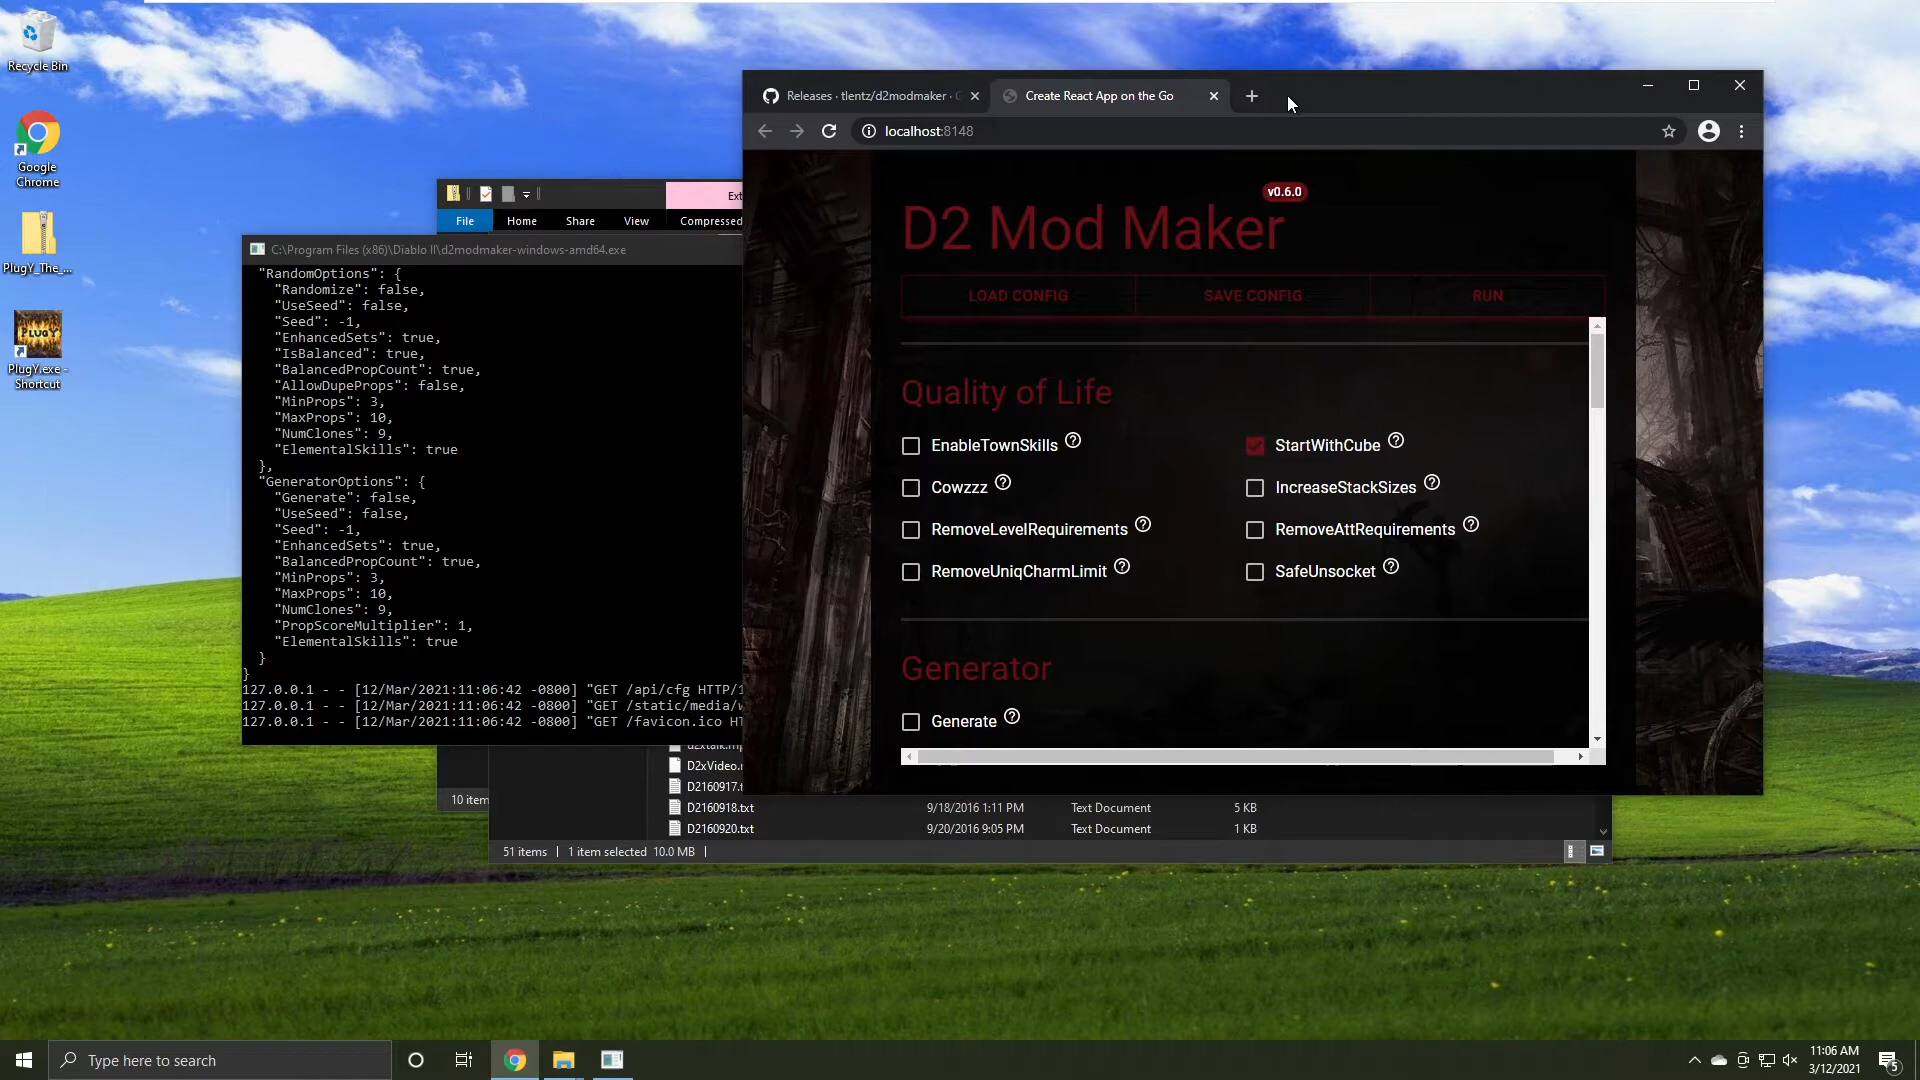 Recycle Bin
Google
Chrome
PlugY_The_...
PlugY.exe -
Shortcut
Releases · tlentz/d2modmaker ·
Create React App on the Go
localhost:8148
v0.6.0
D2 Mod Maker
LOAD CONFIG
SAVE CONFIG
RUN
Quality of Life
EnableTownSkills
StartWithCube
Cowzzz
IncreaseStackSizes
RemoveLevelRequirements
RemoveAttRequirements
RemoveUniqCharmLimit
SafeUnsocket
Generator
Generate
File
Home
Share
View
Compressed
C:\Program Files (x86)\Diablo II\d2modmaker-windows-amd64.exe
"RandomOptions": {
"Randomize": false,
"UseSeed": false,
"Seed": -1,
"EnhancedSets": true,
"IsBalanced": true,
"BalancedPropCount": true,
"AllowDupeProps": false,
"MinProps": 3,
"MaxProps": 10,
"NumClones": 9,
"ElementalSkills": true
},
"GeneratorOptions": {
"Generate": false,
"UseSeed": false,
"Seed": -1,
"EnhancedSets": true,
"BalancedPropCount": true,
"MinProps": 3,
"MaxProps": 10,
"NumClones": 9,
"PropScoreMultiplier": 1,
"ElementalSkills": true
}
}
127.0.0.1 - - [12/Mar/2021:11:06:42 -0800] "GET /api/cfg HTTP/1
127.0.0.1 - - [12/Mar/2021:11:06:42 -0800] "GET /static/media/
127.0.0.1 - - [12/Mar/2021:11:06:42 -0800] "GET /favicon.ico
10 item
D2xVideo.
D2160917.t
D2160918.txt 9/18/2016 1:11 PM Text Document 5 KB
D2160920.txt 9/20/2016 9:05 PM Text Document 1 KB
51 items
1 item selected 10.0 MB
Type here to search
11:06 AM
3/12/2021
5